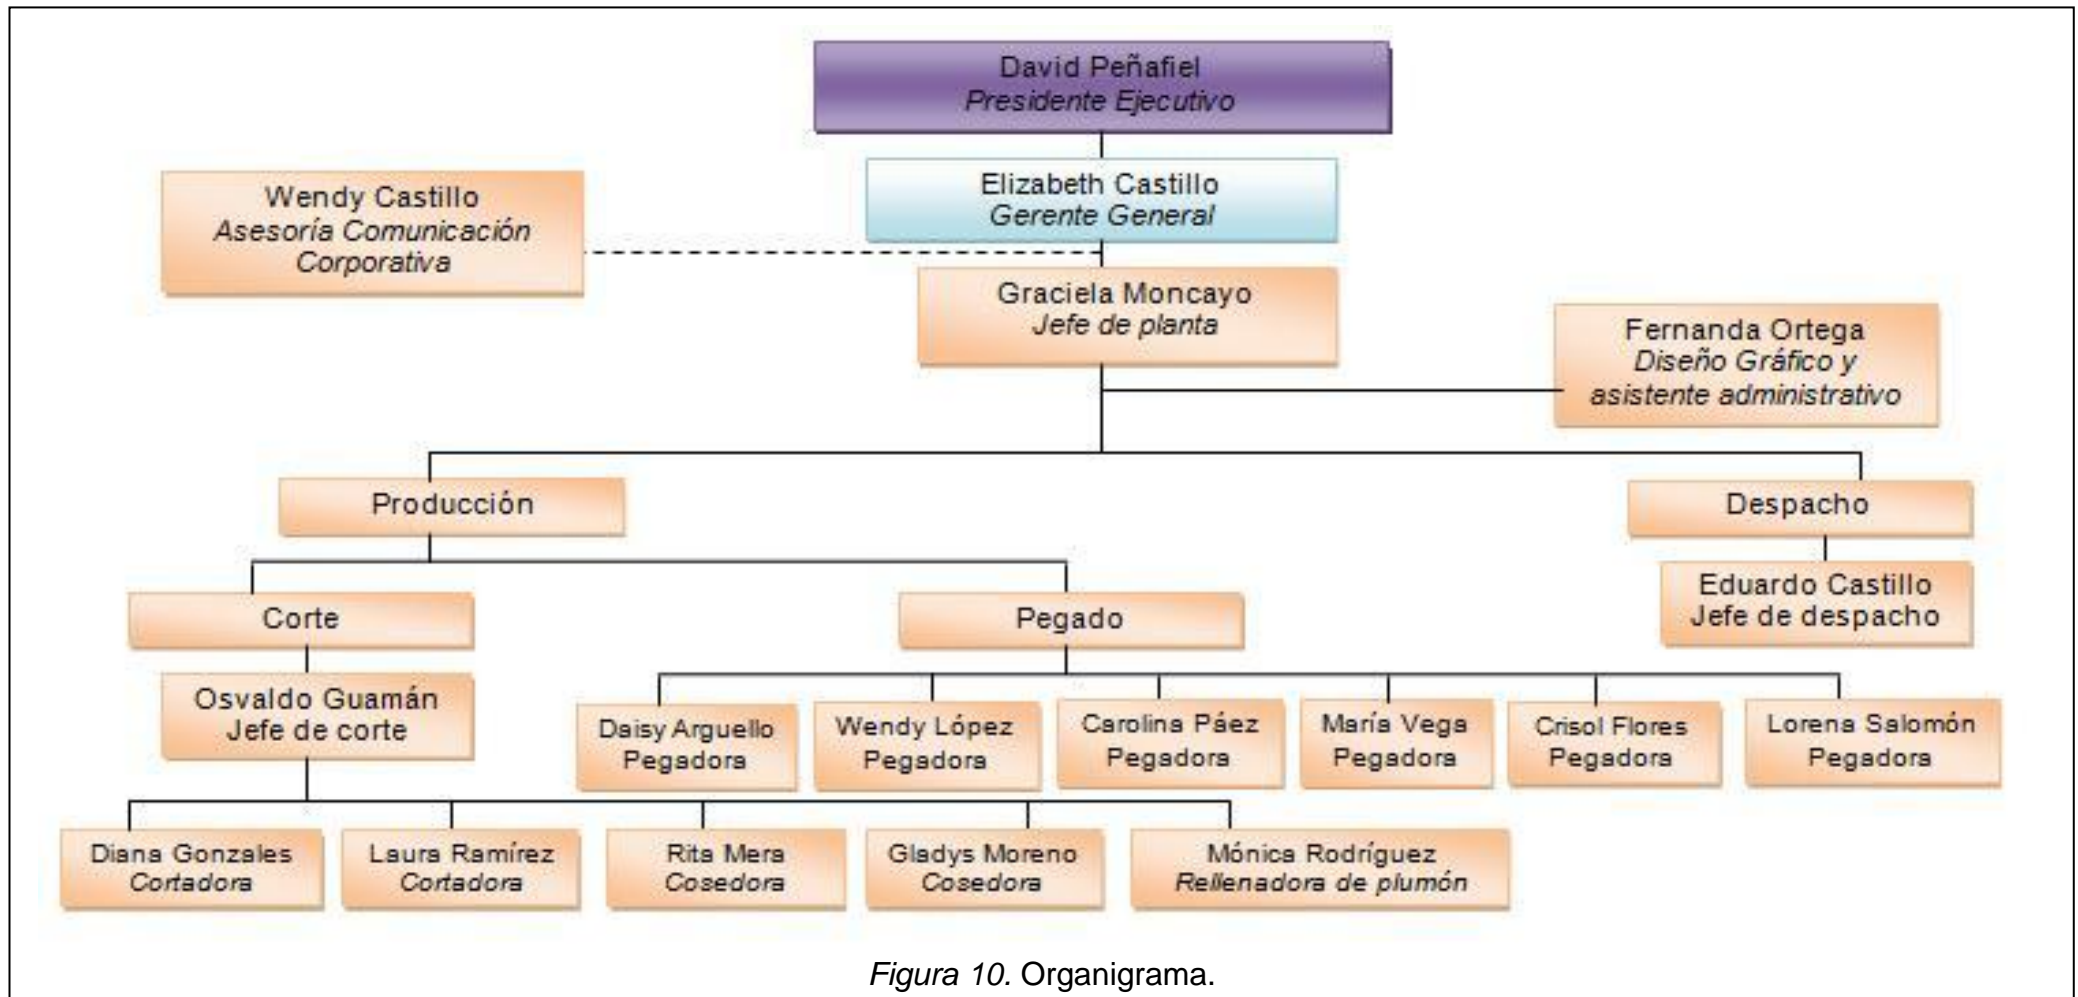 David Peñafiel
Presidente Ejecutivo
Elizabeth Castillo
Gerente General
Wendy Castillo
Asesoría Comunicación
Corporativa
Graciela Moncayo
Jefe de planta
Fernanda Ortega
Diseño Gráfico y
asistente administrativo
Producción
Despacho
Eduardo Castillo
Jefe de despacho
Corte
Pegado
Osvaldo Guamán
Jefe de corte
Daisy Arguello
Pegadora
Wendy López
Pegadora
Carolina Páez
Pegadora
María Vega
Pegadora
Crisol Flores
Pegadora
Lorena Salomón
Pegadora
Diana Gonzales
Cortadora
Laura Ramírez
Cortadora
Rita Mera
Cosedora
Gladys Moreno
Cosedora
Mónica Rodríguez
Rellenadora de plumón
Figura 10. Organigrama.